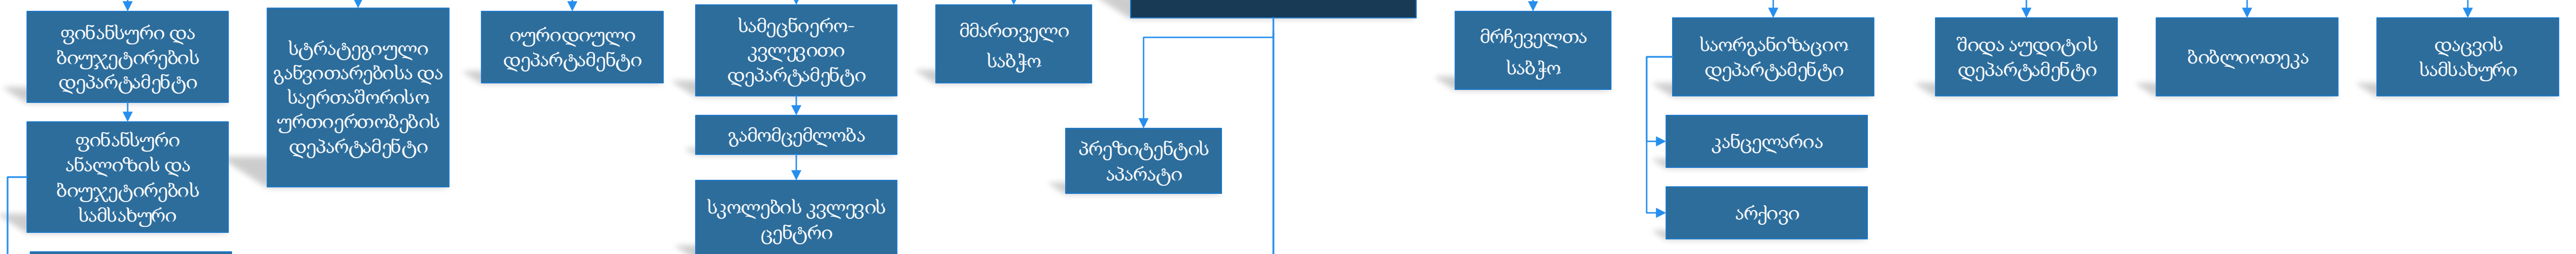 ფინანსური და
ბიუჯეტირების
დეპარტამენტი
ფინანსური
ანალიზის და
ბიუჯეტირების
სამსახური
სტრატეგიული
განვითარებისა და
საერთაშორისო
ურთიერთობების
დეპარტამენტი
იურიდიული
დეპარტამენტი
სამეცნიერო-
კვლევითი
დეპარტამენტი
გამომცემლობა
სკოლების კვლევის
ცენტრი
მმართველი
საბჭო
პრეზიტენტის
აპარატი
მრჩეველთა
საბჭო
საორგანიზაციო
დეპარტამენტი
კანცელარია
არქივი
შიდა აუდიტის
დეპარტამენტი
ბიბლიოთეკა
დაცვის
სამსახური